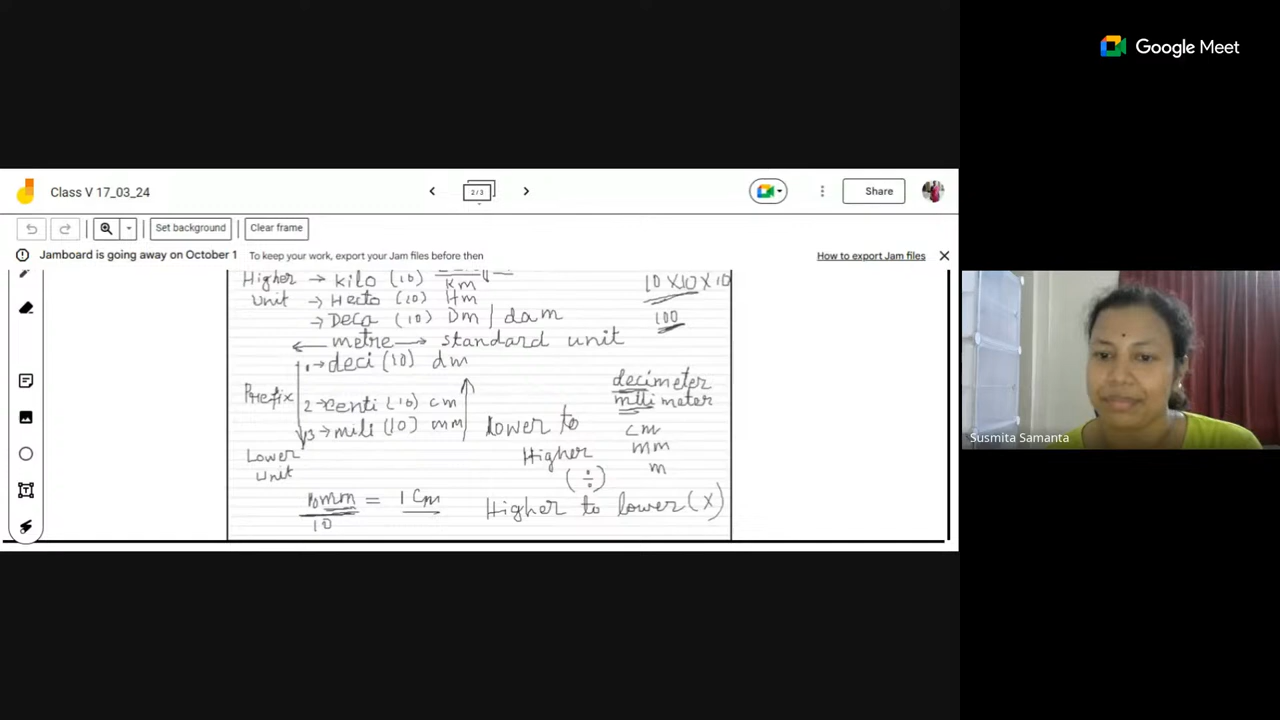 Google Meet
Class V 17_03_24
2/3
Share
Set background
Clear frame
Jamboard is going away on October 1
To keep your work, export your Jam files before then
How to export Jam files
Higher → kilo (10) Km
unit → Hecto (10) Hm
→ Deca (10) Dm / dam
10 X 10 X 10
100
← metre → standard unit
1 → deci (10) dm
Prefix
2 → centi (10) cm
3 → mili (10) mm
Lower
unit
lower to
Higher
(÷)
decimeter
millimeter
cm
mm
m
10mm = 1 Cm
10
Higher to lower (X)
Susmita Samanta